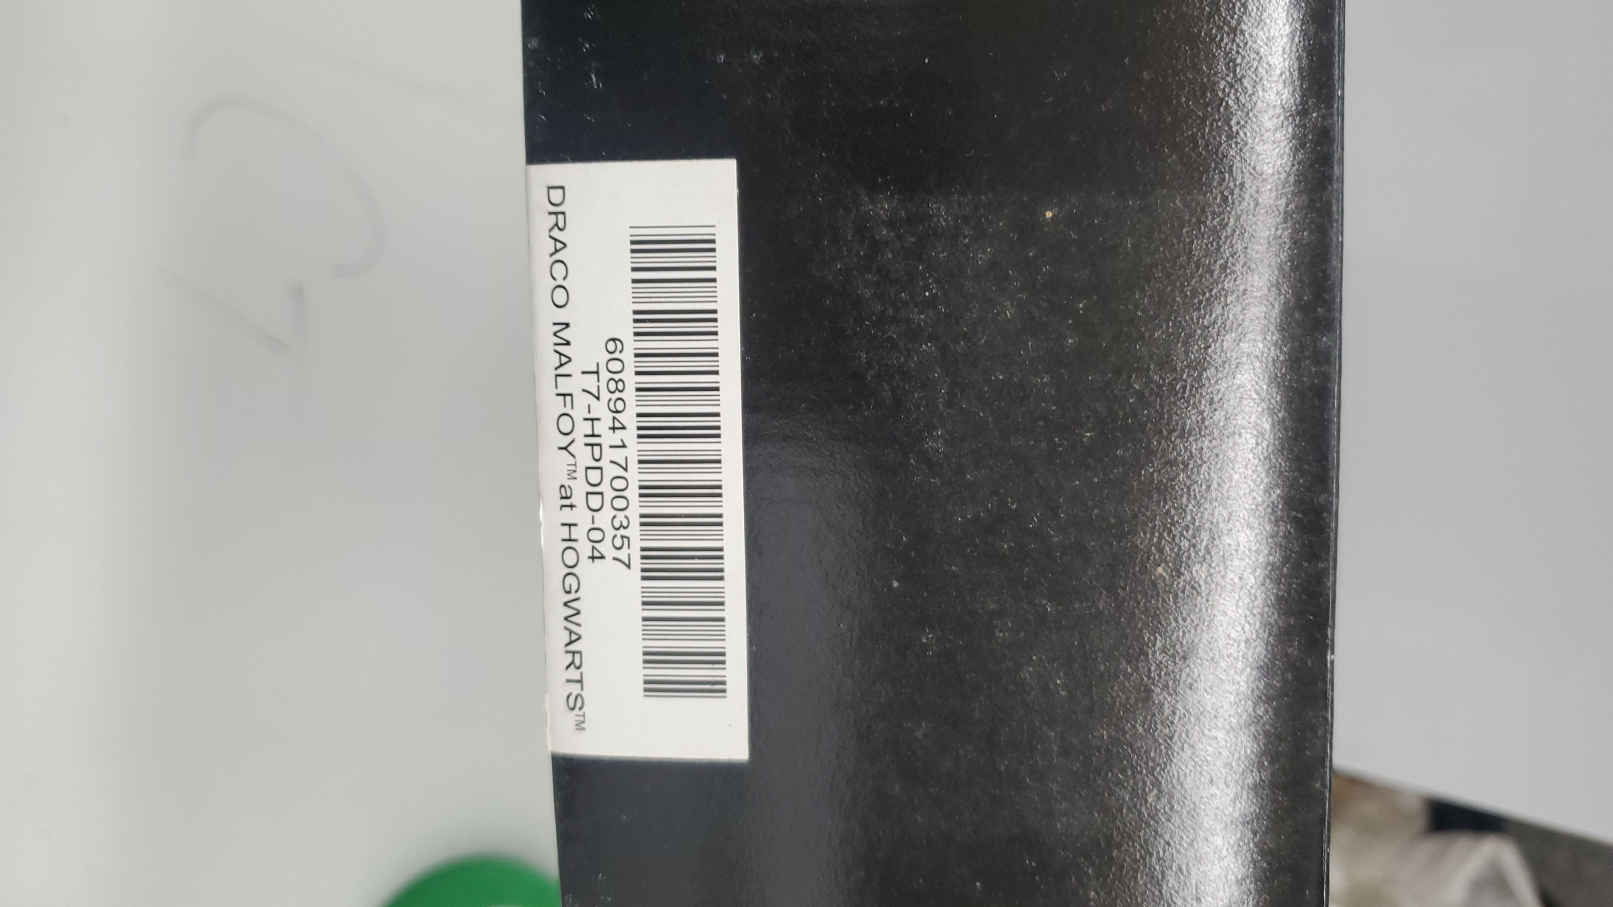 608941700357
T7-HPDD-04
DRACO MALFOY™ at HOGWARTS™